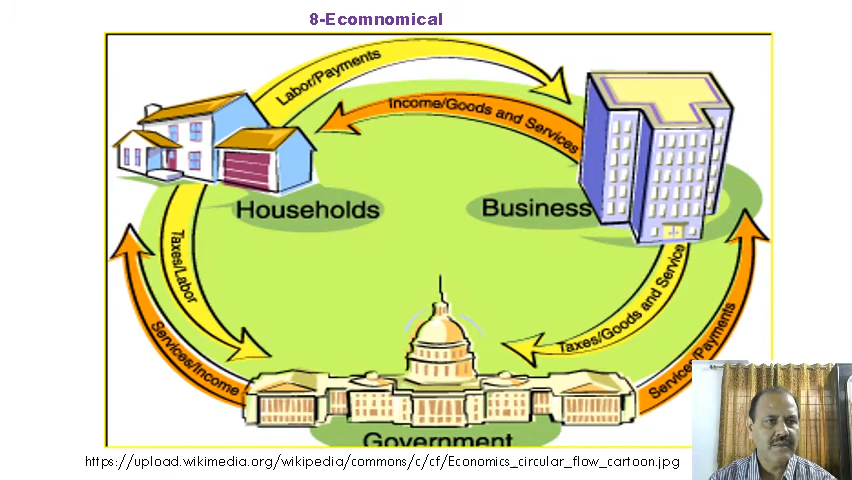 8-Ecomnomical
Labor/Payments
Income/Goods and Services
Households
Business
Taxes/Labor
Taxes/Goods and Service
Services/Income
Services/Payments
Government
https://upload.wikimedia.org/wikipedia/commons/c/cf/Economics_circular_flow_cartoon.jpg